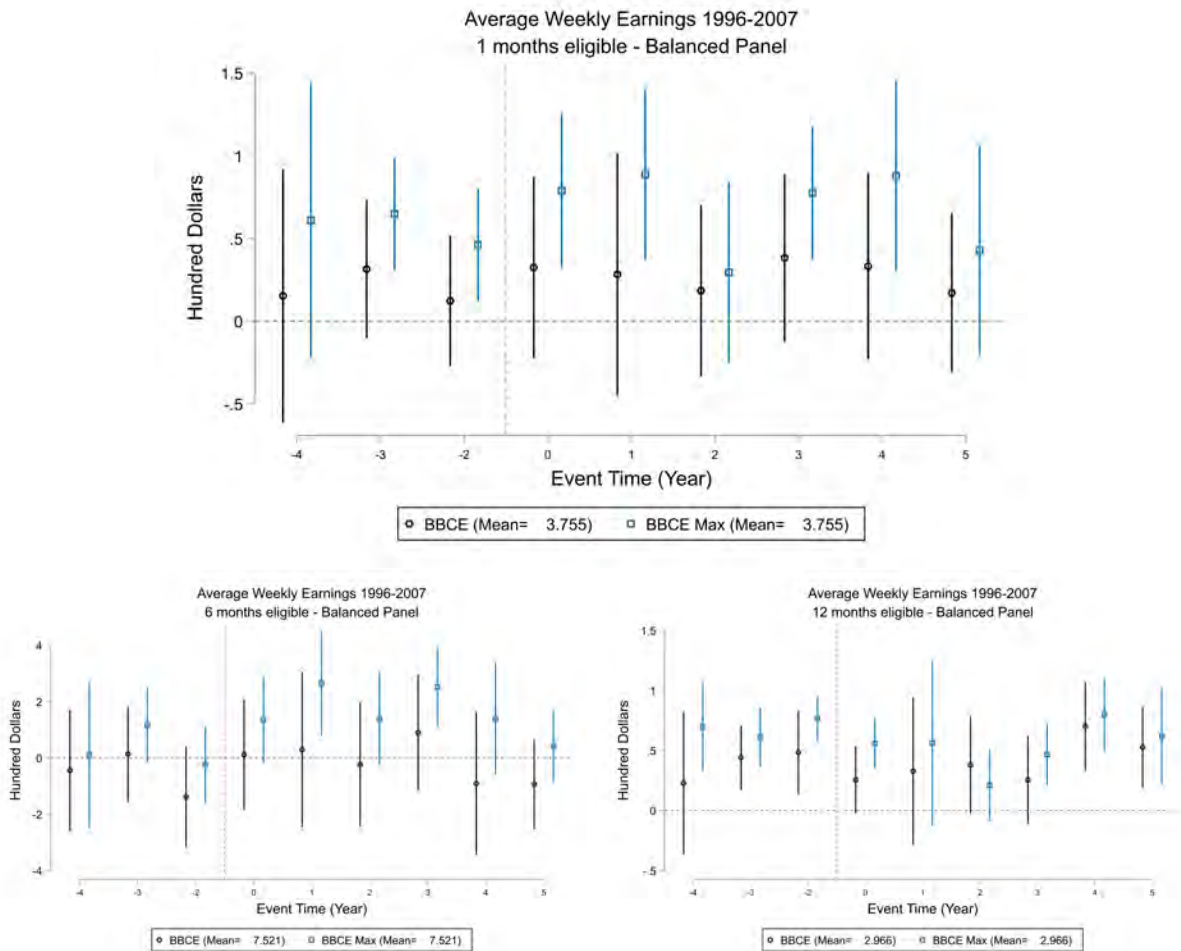 Average Weekly Earnings 1996-2007
1 months eligible - Balanced Panel
Hundred Dollars
1.5
1
.5
0
-.5
-4 -3 -2 0 1 2 3 4 5
Event Time (Year)
BBCE (Mean= 3.755) BBCE Max (Mean= 3.755)
Average Weekly Earnings 1996-2007
6 months eligible - Balanced Panel
Hundred Dollars
4
2
0
-2
-4
-4 -3 -2 0 1 2 3 4 5
Event Time (Year)
BBCE (Mean= 7.521) BBCE Max (Mean= 7.521)
Average Weekly Earnings 1996-2007
12 months eligible - Balanced Panel
Hundred Dollars
1.5
1
.5
0
-.5
-4 -3 -2 0 1 2 3 4 5
Event Time (Year)
BBCE (Mean= 2.966) BBCE Max (Mean= 2.966)